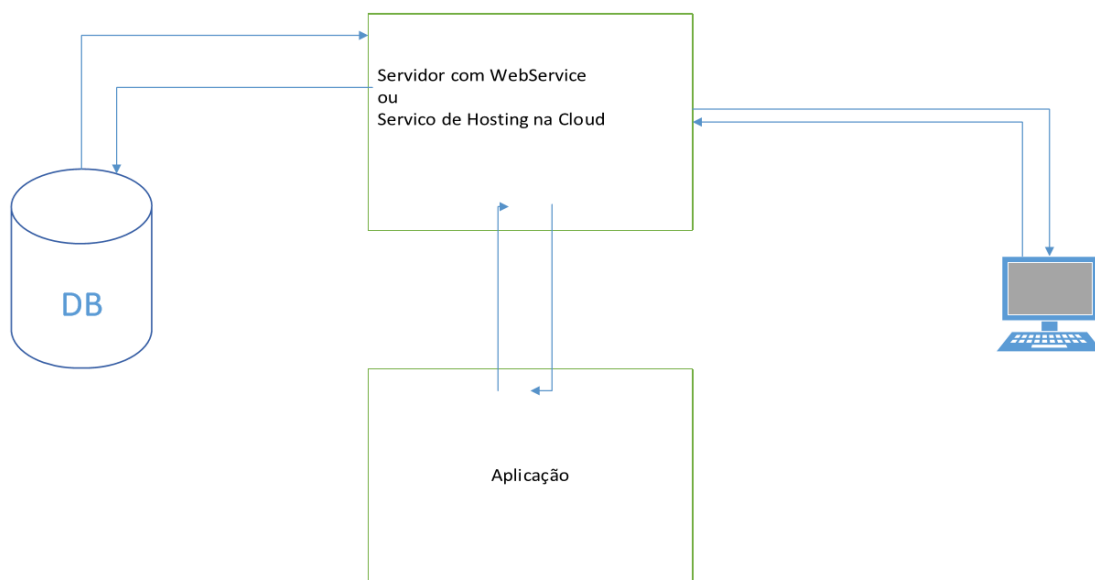 Servidor com WebService
ou
Servico de Hosting na Cloud
DB
Aplicação